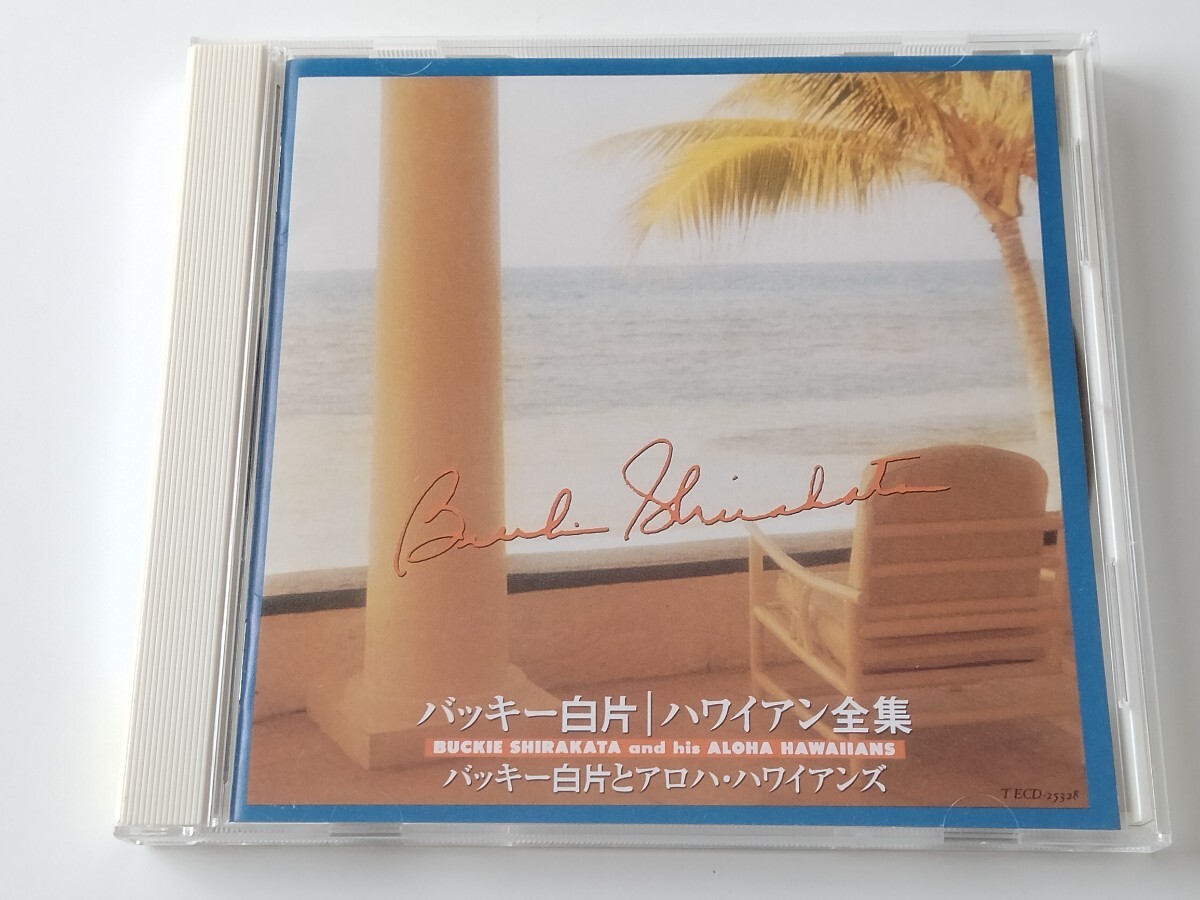 Buckie Shirakata
バッキー白片|ハワイアン全集
BUCKIE SHIRAKATA and his ALOHA HAWAIIANS
バッキー白片とアロハ・ハワイアンズ
TECD-25328